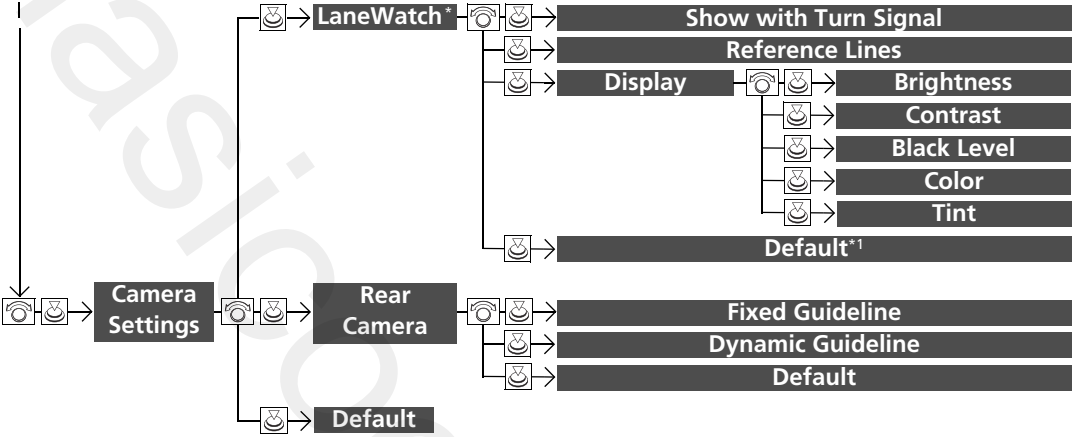 LaneWatch*
Show with Turn Signal
Reference Lines
Display
Brightness
Contrast
Black Level
Color
Tint
Default*1
Camera
Settings
Rear
Camera
Fixed Guideline
Dynamic Guideline
Default
Default